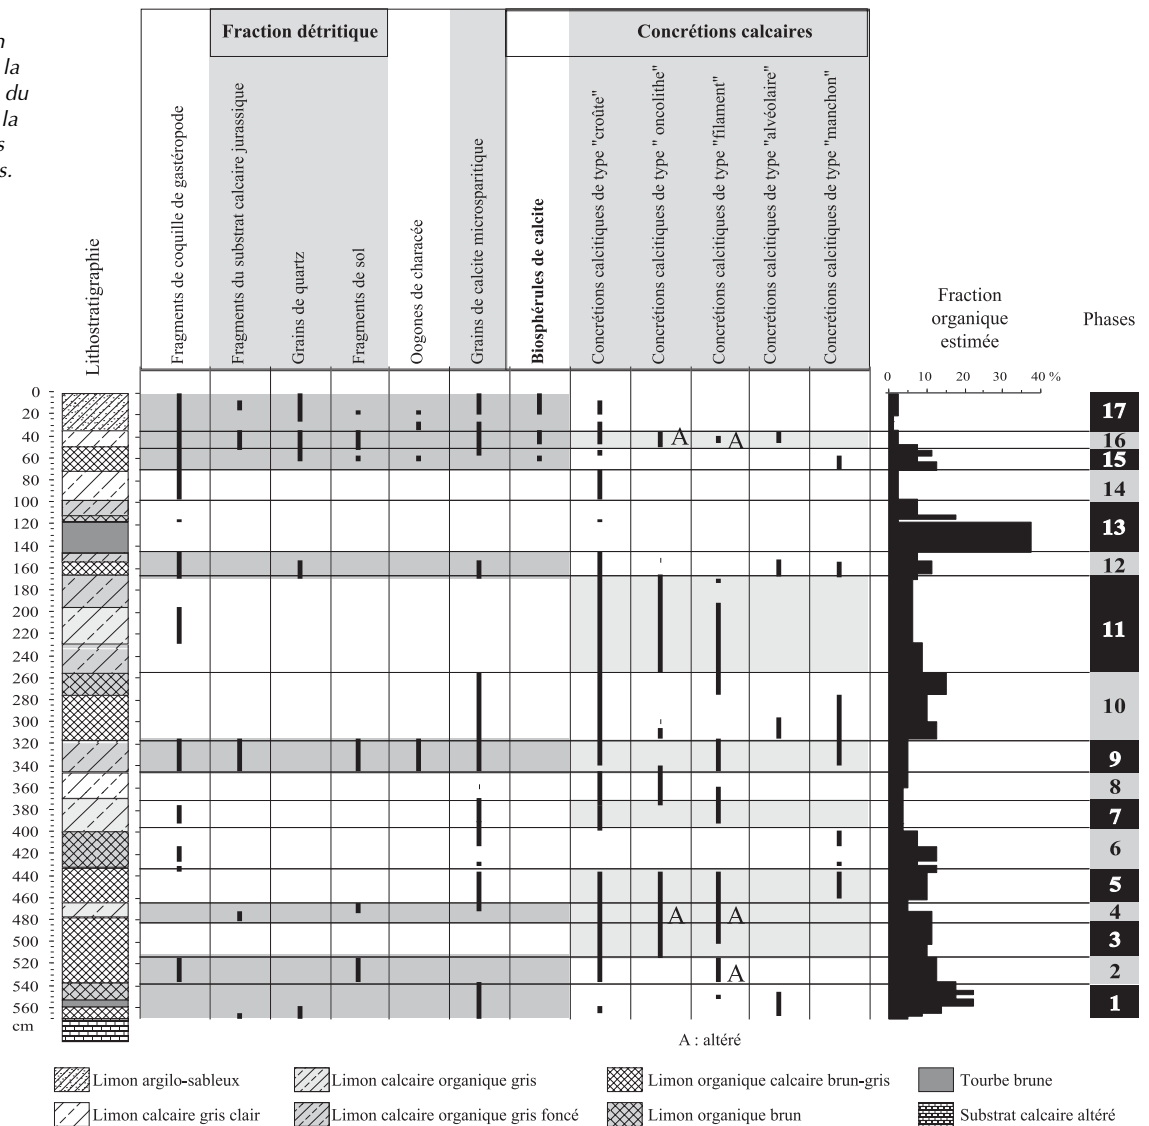 n
la
du
la
s
s.
Fraction détritique
Concrétions calcaires
Lithostratigraphie
Fragments de coquille de gastéropode
Fragments du substrat calcaire jurassique
Grains de quartz
Fragments de sol
Oogones de characée
Grains de calcite microsparitique
Biosphérules de calcite
Concrétions calcitiques de type "croûte"
Concrétions calcitiques de type " oncolithe"
Concrétions calcitiques de type "filament"
Concrétions calcitiques de type "alvéolaire"
Concrétions calcitiques de type "manchon"
Fraction
organique
estimée
Phases
0 10 20 30 40 %
0
20
40
60
80
100
120
140
160
180
200
220
240
260
280
300
320
340
360
380
400
420
440
460
480
500
520
540
560
cm
A A
A A
A
17
16
15
14
13
12
11
10
9
8
7
6
5
4
3
2
1
A : altéré
Limon argilo-sableux
Limon calcaire organique gris
Limon organique calcaire brun-gris
Tourbe brune
Limon calcaire gris clair
Limon calcaire organique gris foncé
Limon organique brun
Substrat calcaire altéré